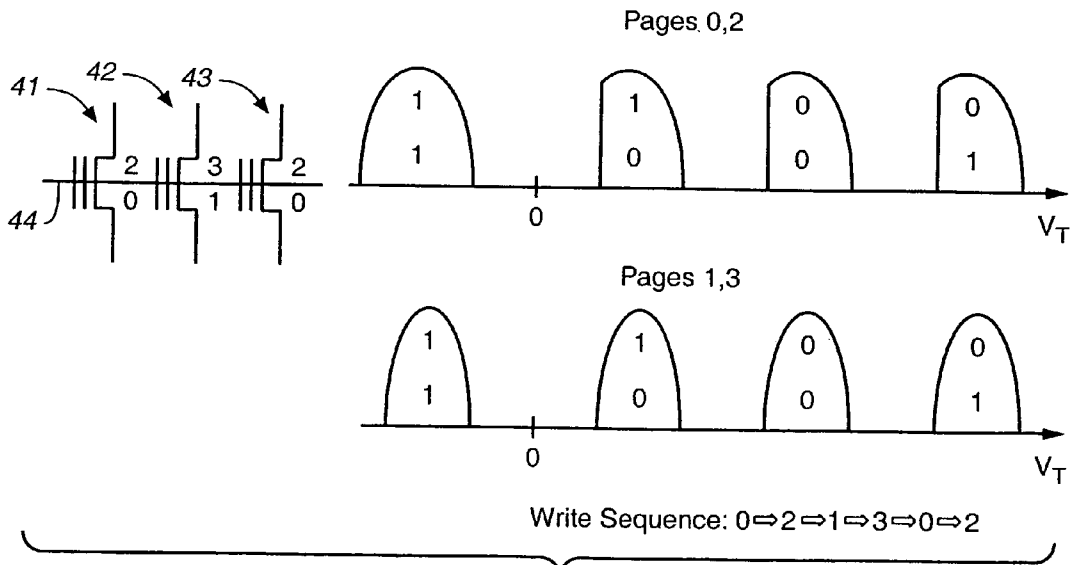 Pages 0,2
41
42
43
44
2 3 2
0 1 0
1 1 0 0
1 0 0 1
0
V_T
Pages 1,3
1 1 0 0
1 0 0 1
0
V_T
Write Sequence: 0⇒2⇒1⇒3⇒0⇒2